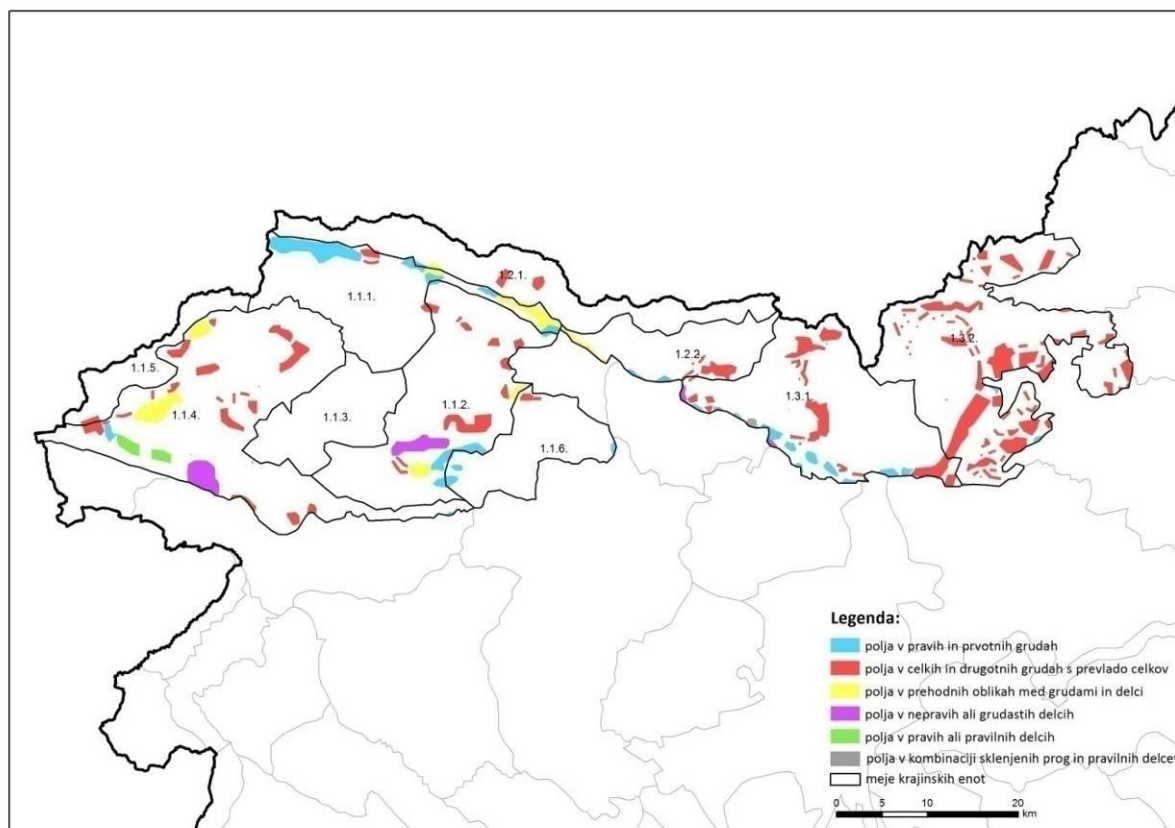 1.2.1.
1.1.1.
1.3.2.
1.2.2.
1.1.5.
1.3.1.
1.1.4.
1.1.3.
1.1.2.
1.1.6.
Legenda:
polja v pravih in prvotnih grudah
polja v celkih in drugotnih grudah s prevlado celkov
polja v prehodnih oblikah med grudami in delci
polja v nepravih ali grudastih delcih
polja v pravih ali pravilnih delcih
polja v kombinaciji sklenjenih prog in pravilnih delcev
meje krajinskih enot
0 5 10 20
km